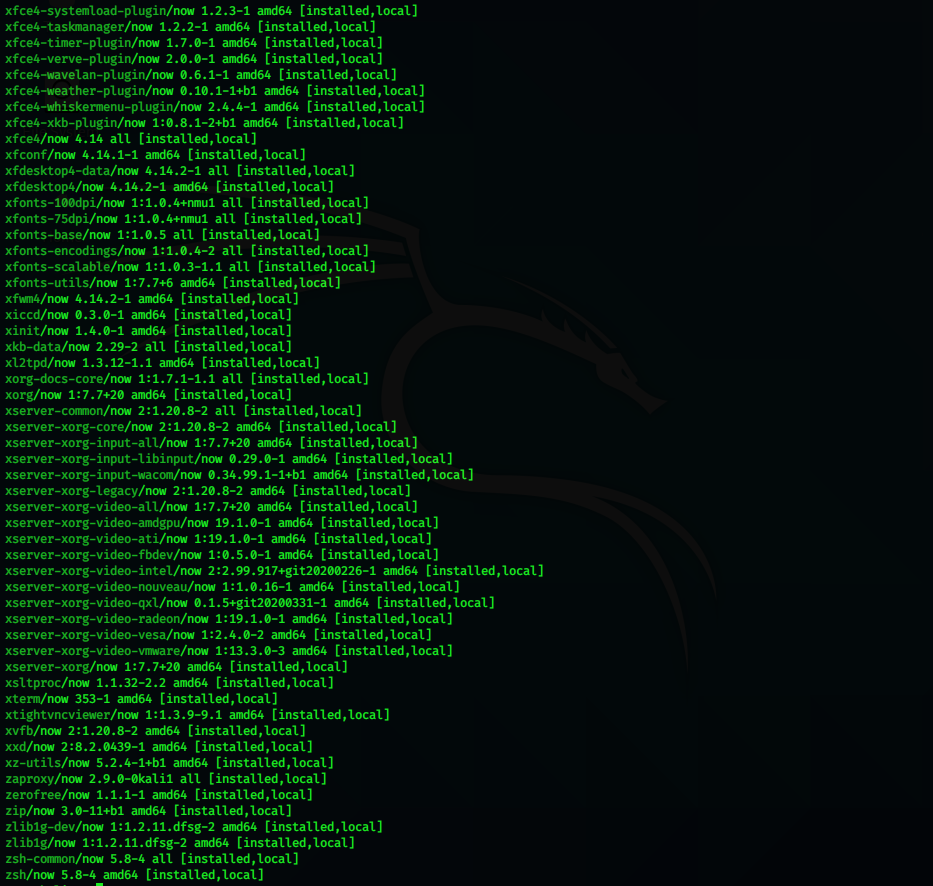 xfce4-systemload-plugin/now 1.2.3-1 amd64 [installed,local]
xfce4-taskmanager/now 1.2.2-1 amd64 [installed,local]
xfce4-timer-plugin/now 1.7.0-1 amd64 [installed,local]
xfce4-verve-plugin/now 2.0.0-1 amd64 [installed,local]
xfce4-wavelan-plugin/now 0.6.1-1 amd64 [installed,local]
xfce4-weather-plugin/now 0.10.1-1+b1 amd64 [installed,local]
xfce4-whiskermenu-plugin/now 2.4.4-1 amd64 [installed,local]
xfce4-xkb-plugin/now 1:0.8.1-2+b1 amd64 [installed,local]
xfce4/now 4.14 all [installed,local]
xfconf/now 4.14.1-1 amd64 [installed,local]
xfdesktop4-data/now 4.14.2-1 all [installed,local]
xfdesktop4/now 4.14.2-1 amd64 [installed,local]
xfonts-100dpi/now 1:1.0.4+nmu1 all [installed,local]
xfonts-75dpi/now 1:1.0.4+nmu1 all [installed,local]
xfonts-base/now 1:1.0.5 all [installed,local]
xfonts-encodings/now 1:1.0.4-2 all [installed,local]
xfonts-scalable/now 1:1.0.3-1.1 all [installed,local]
xfonts-utils/now 1:7.7+6 amd64 [installed,local]
xfwm4/now 4.14.2-1 amd64 [installed,local]
xiccd/now 0.3.0-1 amd64 [installed,local]
xinit/now 1.4.0-1 amd64 [installed,local]
xkb-data/now 2.29-2 all [installed,local]
xl2tpd/now 1.3.12-1.1 amd64 [installed,local]
xorg-docs-core/now 1:1.7.1-1.1 all [installed,local]
xorg/now 1:7.7+20 amd64 [installed,local]
xserver-common/now 2:1.20.8-2 all [installed,local]
xserver-xorg-core/now 2:1.20.8-2 amd64 [installed,local]
xserver-xorg-input-all/now 1:7.7+20 amd64 [installed,local]
xserver-xorg-input-libinput/now 0.29.0-1 amd64 [installed,local]
xserver-xorg-input-wacom/now 0.34.99.1-1+b1 amd64 [installed,local]
xserver-xorg-legacy/now 2:1.20.8-2 amd64 [installed,local]
xserver-xorg-video-all/now 1:7.7+20 amd64 [installed,local]
xserver-xorg-video-amdgpu/now 19.1.0-1 amd64 [installed,local]
xserver-xorg-video-ati/now 1:19.1.0-1 amd64 [installed,local]
xserver-xorg-video-fbdev/now 1:0.5.0-1 amd64 [installed,local]
xserver-xorg-video-intel/now 2:2.99.917+git20200226-1 amd64 [installed,local]
xserver-xorg-video-nouveau/now 1:1.0.16-1 amd64 [installed,local]
xserver-xorg-video-qxl/now 0.1.5+git20200331-1 amd64 [installed,local]
xserver-xorg-video-radeon/now 1:19.1.0-1 amd64 [installed,local]
xserver-xorg-video-vesa/now 1:2.4.0-2 amd64 [installed,local]
xserver-xorg-video-vmware/now 1:13.3.0-3 amd64 [installed,local]
xserver-xorg/now 1:7.7+20 amd64 [installed,local]
xsltproc/now 1.1.32-2.2 amd64 [installed,local]
xterm/now 353-1 amd64 [installed,local]
xtightvncviewer/now 1:1.3.9-9.1 amd64 [installed,local]
xvfb/now 2:1.20.8-2 amd64 [installed,local]
xxd/now 2:8.2.0439-1 amd64 [installed,local]
xz-utils/now 5.2.4-1+b1 amd64 [installed,local]
zaproxy/now 2.9.0-0kali1 all [installed,local]
zerofree/now 1.1.1-1 amd64 [installed,local]
zip/now 3.0-11+b1 amd64 [installed,local]
zlib1g-dev/now 1:1.2.11.dfsg-2 amd64 [installed,local]
zlib1g/now 1:1.2.11.dfsg-2 amd64 [installed,local]
zsh-common/now 5.8-4 all [installed,local]
zsh/now 5.8-4 amd64 [installed,local]